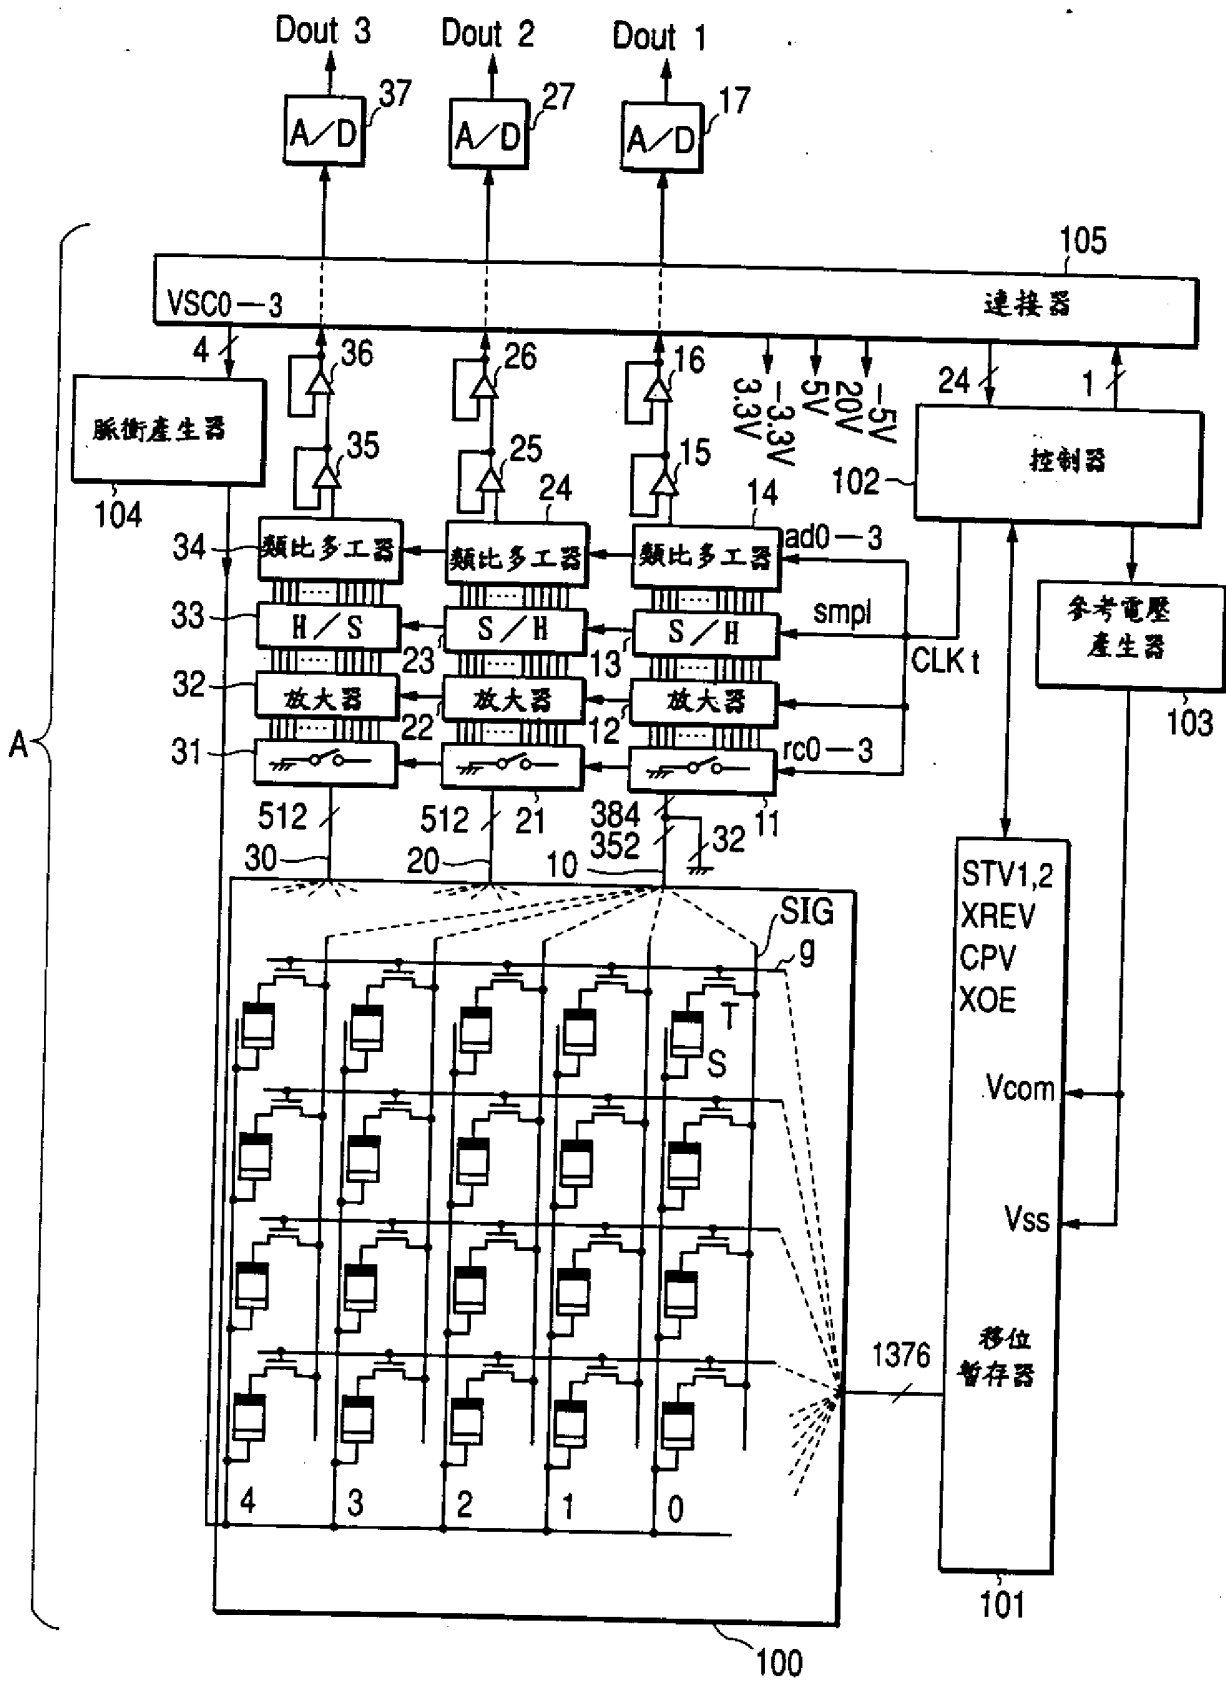 Dout 3
Dout 2
Dout 1
37
27
17
A/D
A/D
A/D
105
VSC0－3
連接器
4
36
26
16
3.3V
－3.3V
5V
20V
－5V
24
1
脈衝產生器
104
35
25
15
控制器
102
34
24
14
類比多工器
類比多工器
類比多工器
ad0－3
33
H／S
S／H
S／H
smpl
23
13
CLK t
參考電壓
產生器
103
32
放大器
放大器
放大器
22
12
A
31
rc0－3
512
512
21
384
352
32
11
30
20
10
SIG
g
T
S
STV1,2
XREV
CPV
XOE
Vcom
Vss
移位
暫存器
1376
4
3
2
1
0
101
100